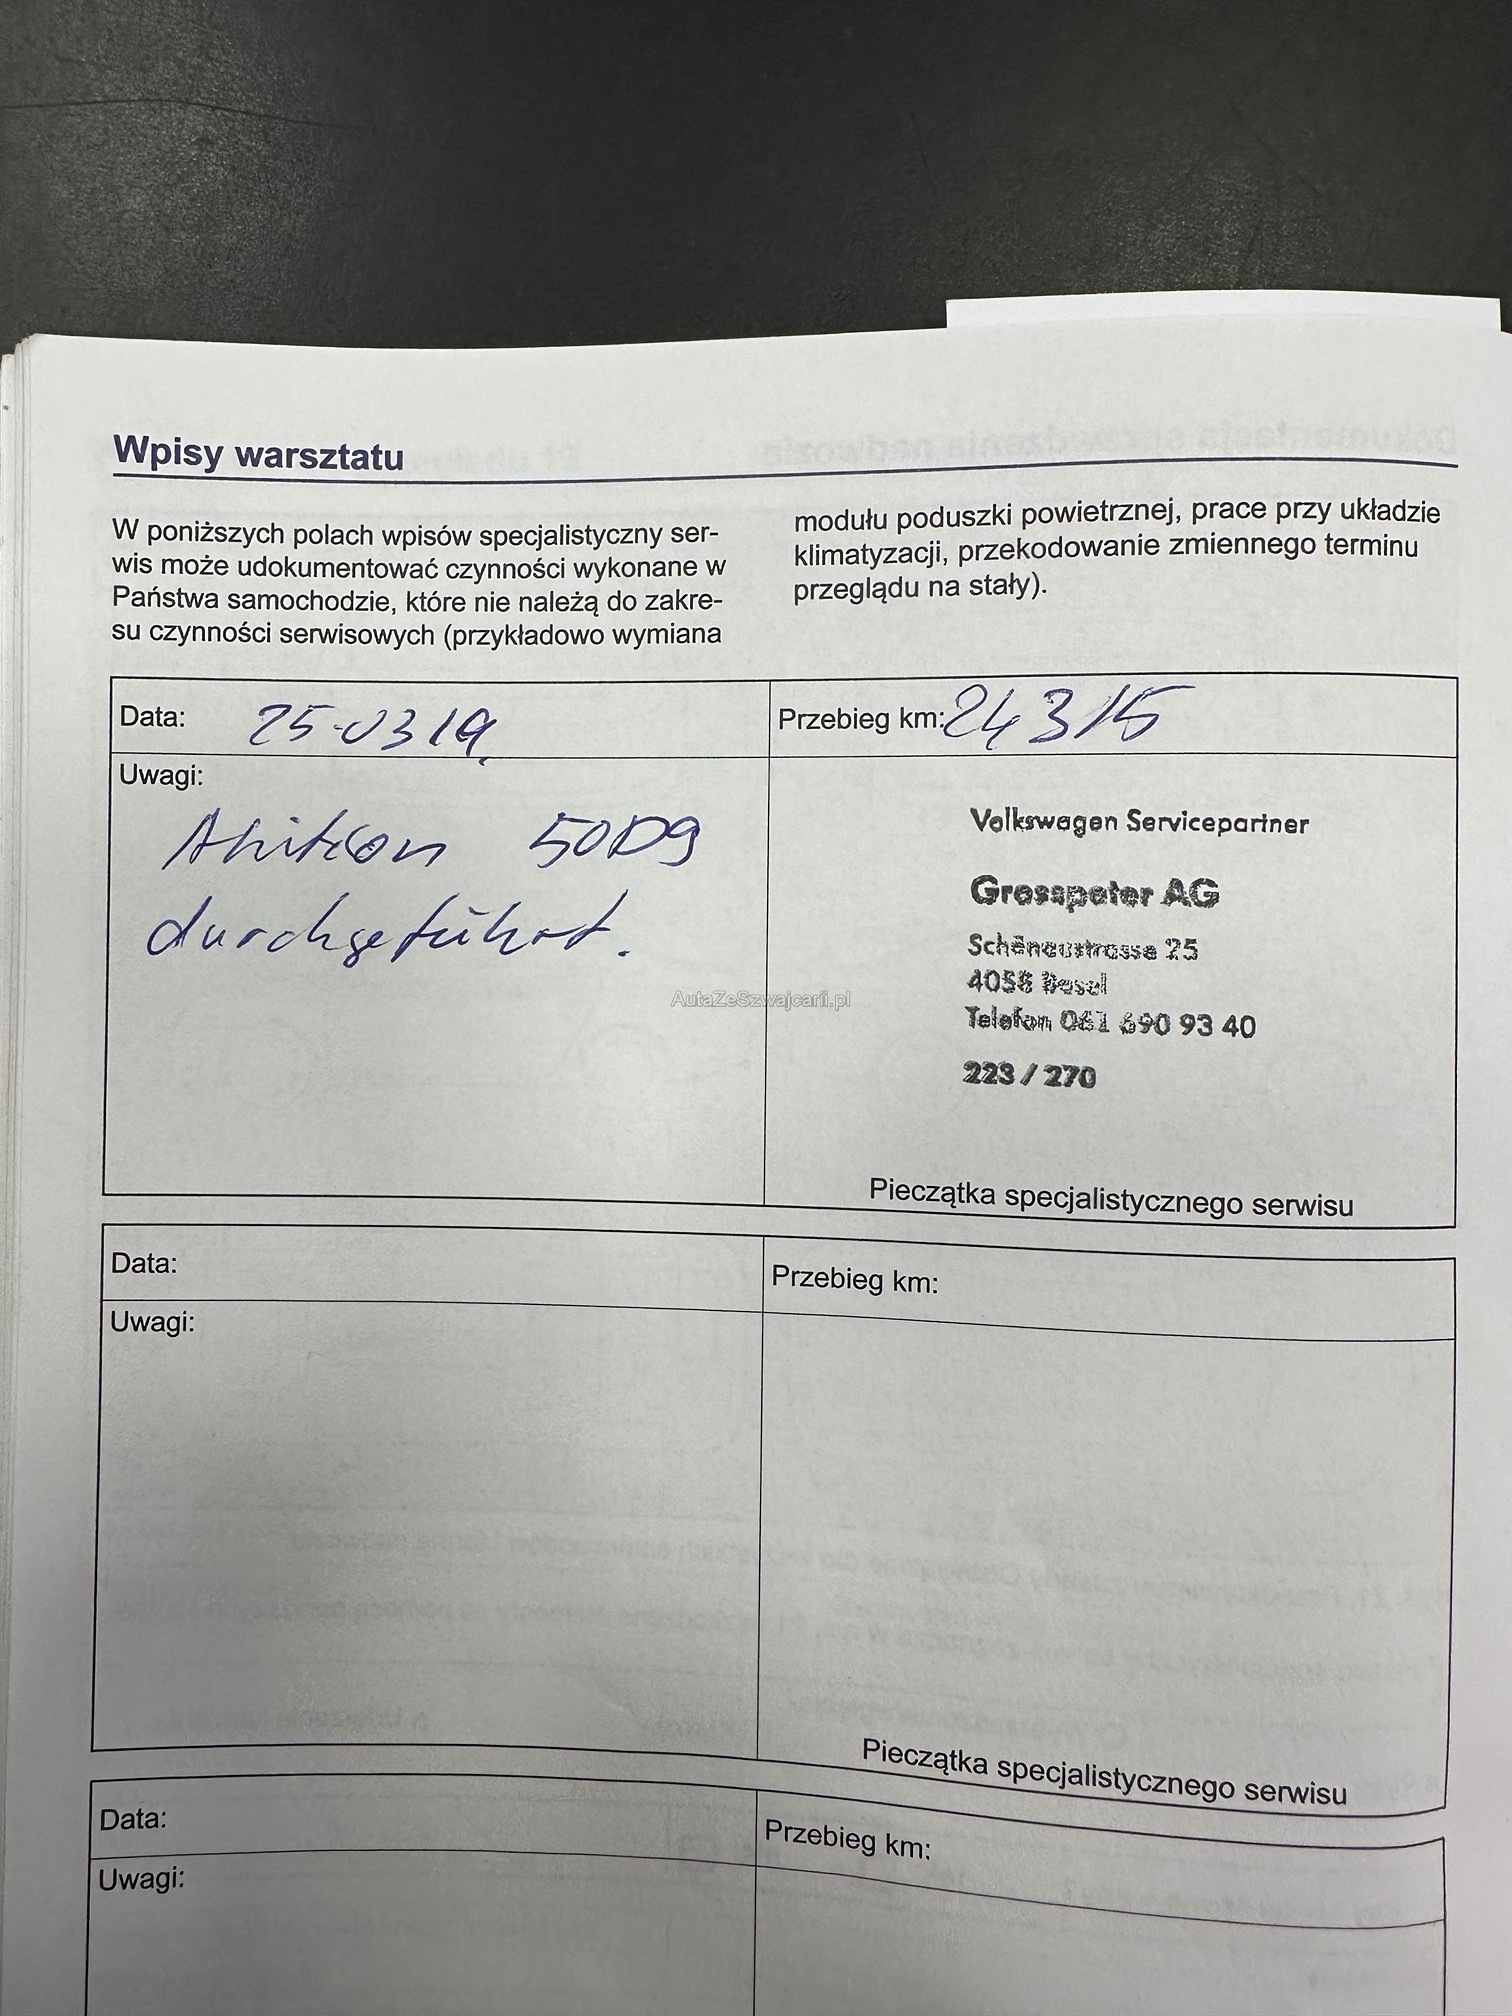 Wpisy warsztatu
W poniższych polach wpisów specjalistyczny ser-
wis może udokumentować czynności wykonane w
Państwa samochodzie, które nie należą do zakre-
su czynności serwisowych (przykładowo wymiana
modułu poduszki powietrznej, prace przy układzie
klimatyzacji, przekodowanie zmiennego terminu
przeglądu na stały).
Data: 25.03 19.
Przebieg km: 24315
Uwagi:
50D9
durchgeführt.
Volkswagen Servicepartner
Grosspeter AG
Schönaustrasse 25
4058 Basel
Telefon 061 690 93 40
223 / 270
Pieczątka specjalistycznego serwisu
AutaZeSzwajcarii.pl
Data:
Przebieg km:
Uwagi:
Pieczątka specjalistycznego serwisu
Data:
Przebieg km:
Uwagi: